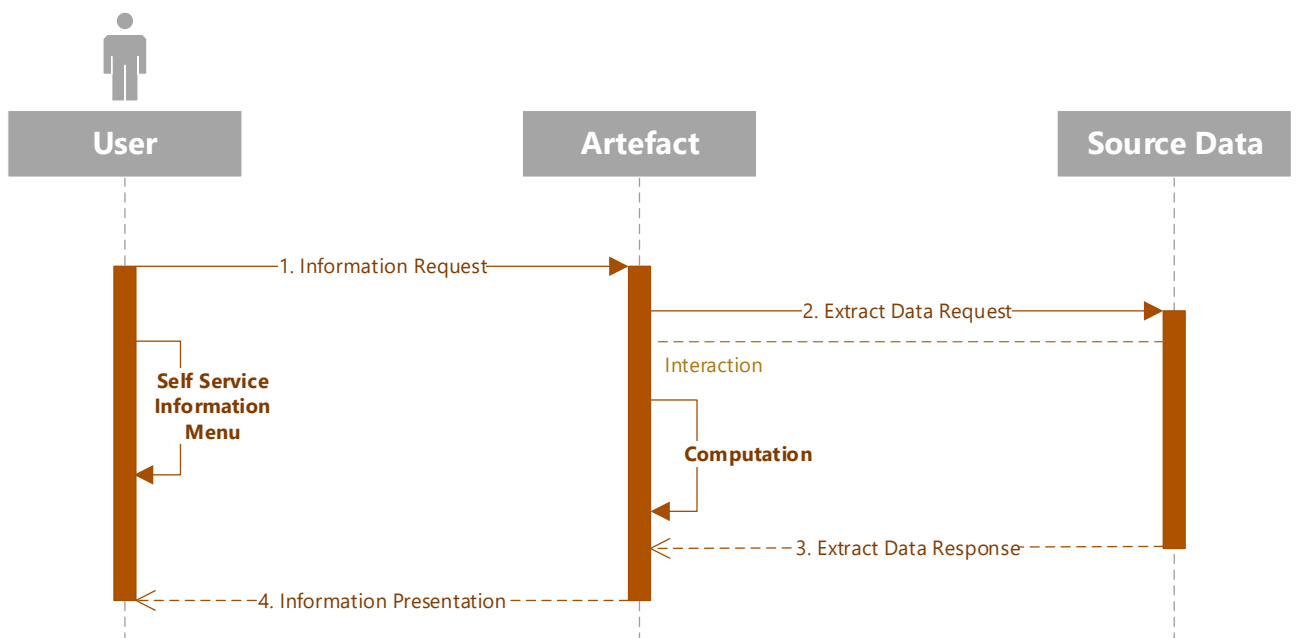 User
Artefact
Source Data
1. Information Request
2. Extract Data Request
Interaction
Self Service
Information
Menu
Computation
3. Extract Data Response
4. Information Presentation